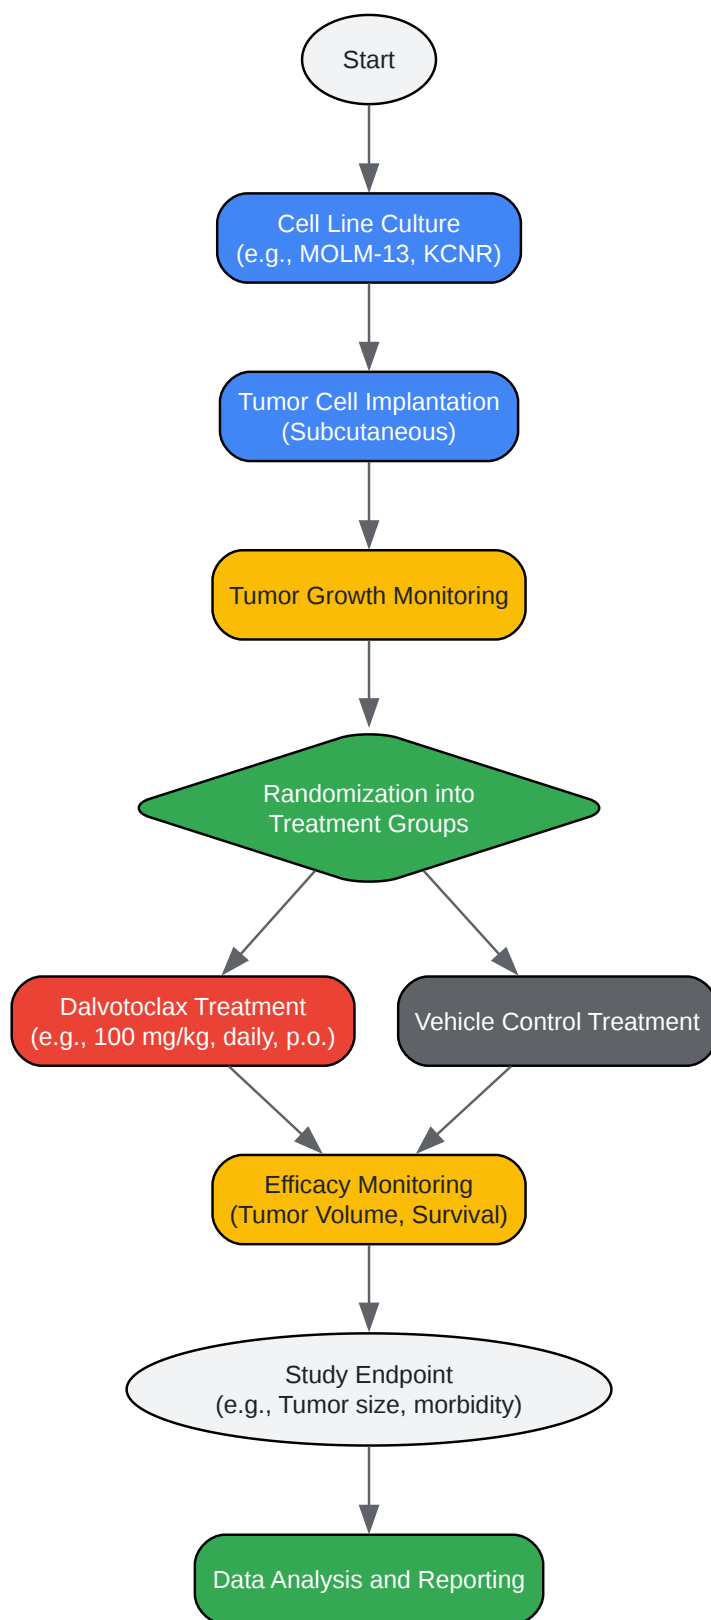 Start
Cell Line Culture
(e.g., MOLM-13, KCNR)
Tumor Cell Implantation
(Subcutaneous)
Tumor Growth Monitoring
Randomization into
Treatment Groups
Dalvotoclax Treatment
(e.g., 100 mg/kg, daily, p.o.)
Vehicle Control Treatment
Efficacy Monitoring
(Tumor Volume, Survival)
Study Endpoint
(e.g., Tumor size, morbidity)
Data Analysis and Reporting